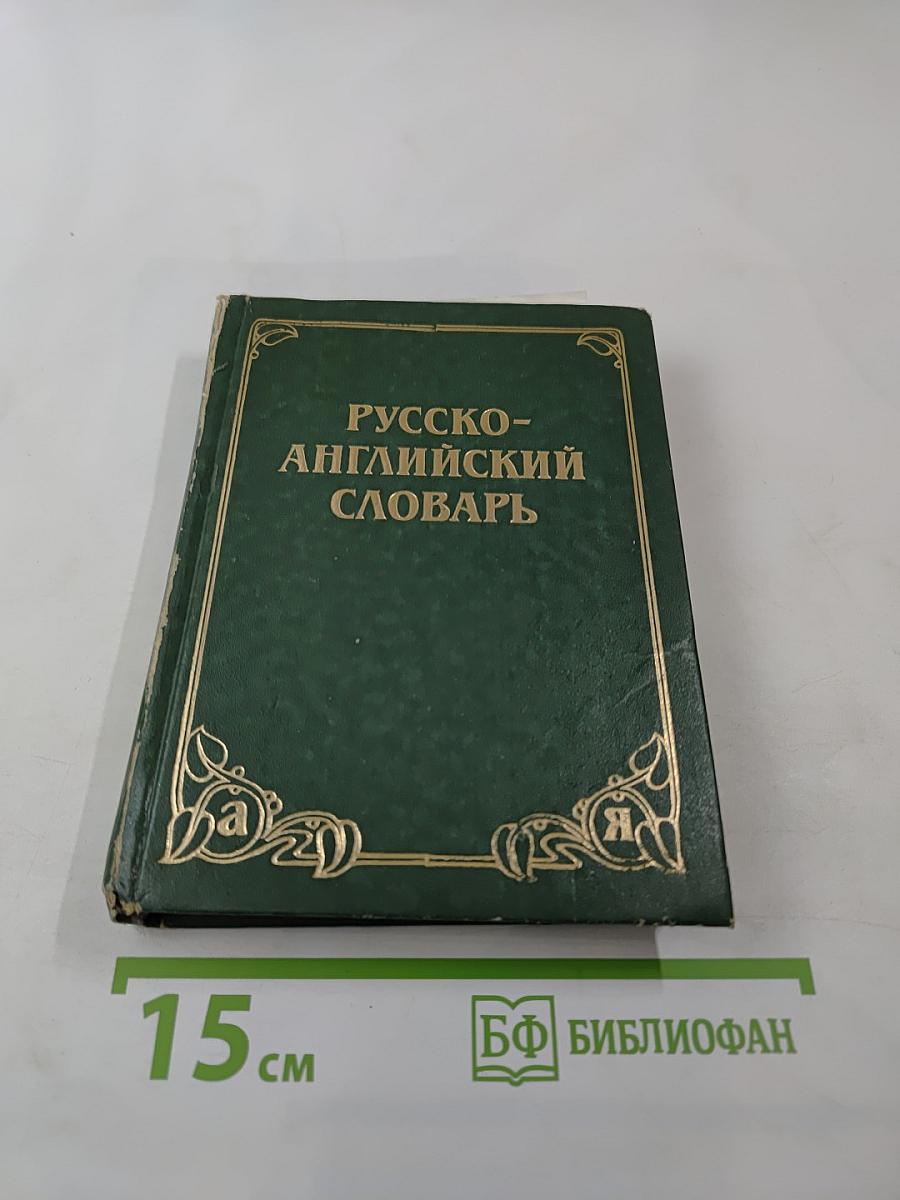 РУССКО-
АНГЛИЙСКИЙ
СЛОВАРЬ
а
я
15 см
БФ БИБЛИОФАН